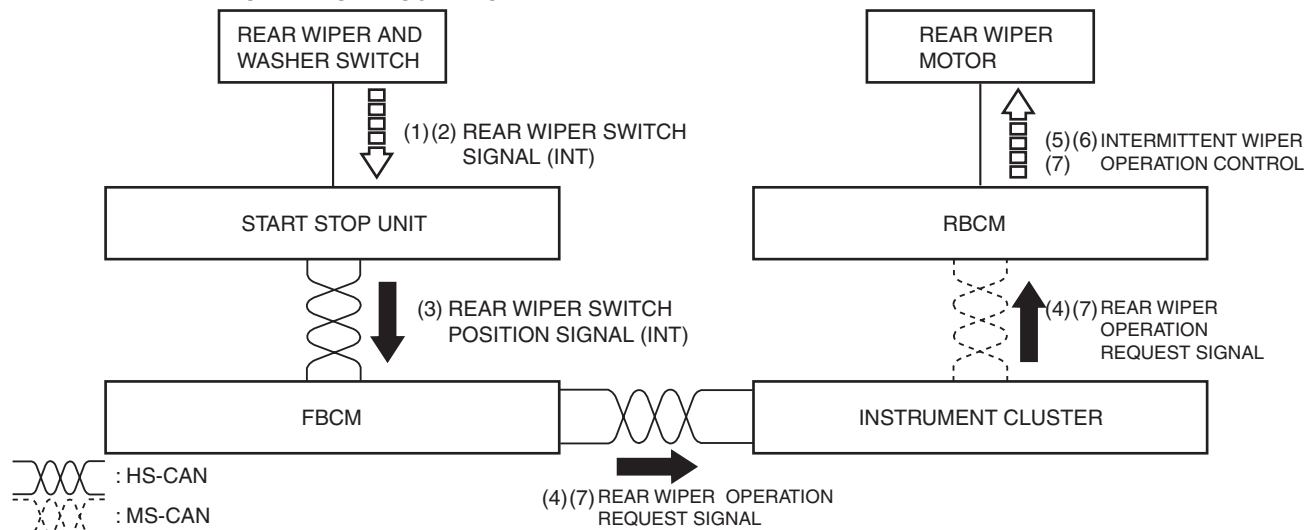 REAR WIPER AND
WASHER SWITCH
REAR WIPER
MOTOR
(1)(2) REAR WIPER SWITCH
SIGNAL (INT)
(5)(6) INTERMITTENT WIPER
(7) OPERATION CONTROL
START STOP UNIT
RBCM
(3) REAR WIPER SWITCH
POSITION SIGNAL (INT)
(4)(7) REAR WIPER
OPERATION
REQUEST SIGNAL
FBCM
INSTRUMENT CLUSTER
: HS-CAN
: MS-CAN
(4)(7) REAR WIPER OPERATION
REQUEST SIGNAL